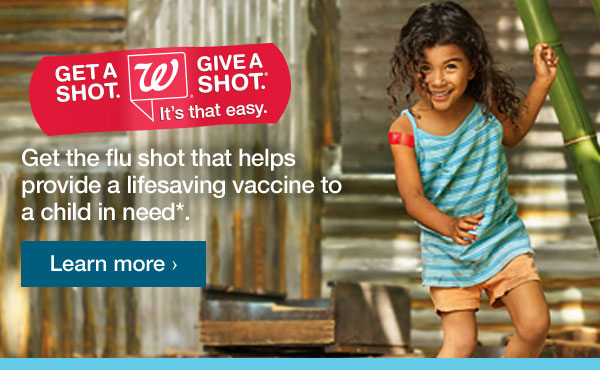 GET A
SHOT.
W
GIVE A
SHOT.®
It's that easy.
Get the flu shot that helps
provide a lifesaving vaccine to
a child in need*.
Learn more ›